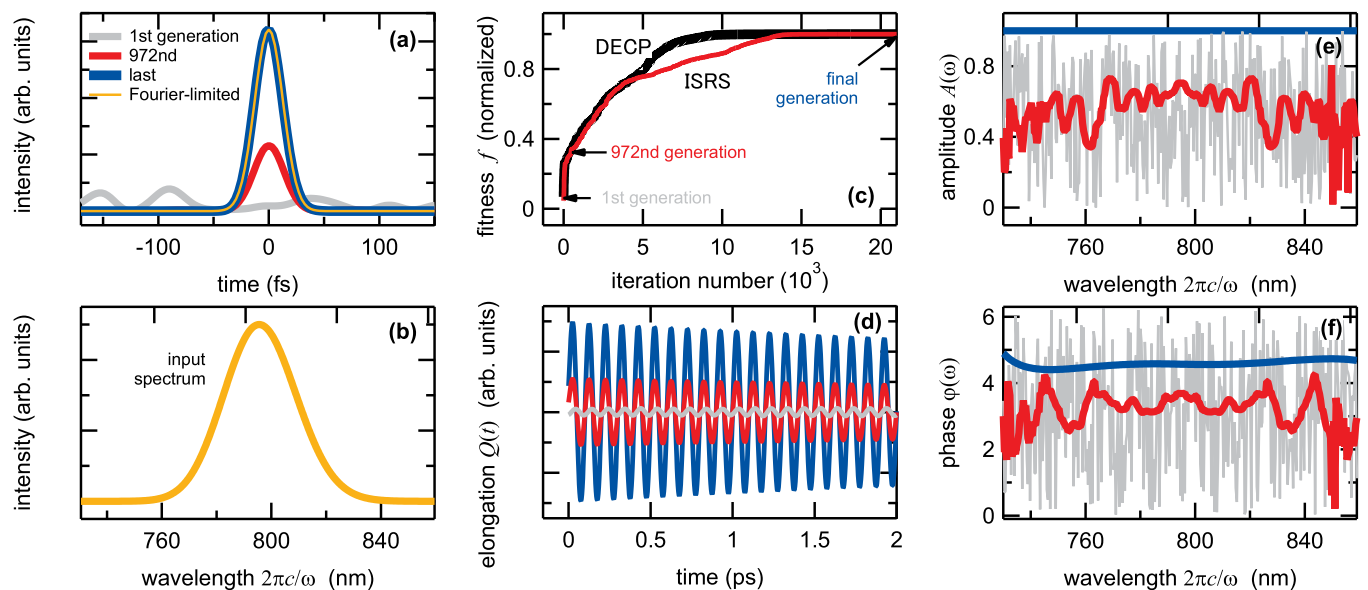 (a)
1st generation
972nd
last
Fourier-limited
intensity (arb. units)
-100 0 100
time (fs)
(b)
input
spectrum
intensity (arb. units)
760 800 840
wavelength 2πc/ω (nm)
(c)
DECP
ISRS
final
generation
972nd generation
1st generation
fitness f (normalized)
0.8
0.4
0
0 5 10 15 20
iteration number (10³)
(d)
elongation Q(t) (arb. units)
0 0.5 1 1.5 2
time (ps)
(e)
amplitude A(ω)
0.8
0.4
0
760 800 840
wavelength 2πc/ω (nm)
(f)
phase φ(ω)
6
4
2
0
760 800 840
wavelength 2πc/ω (nm)